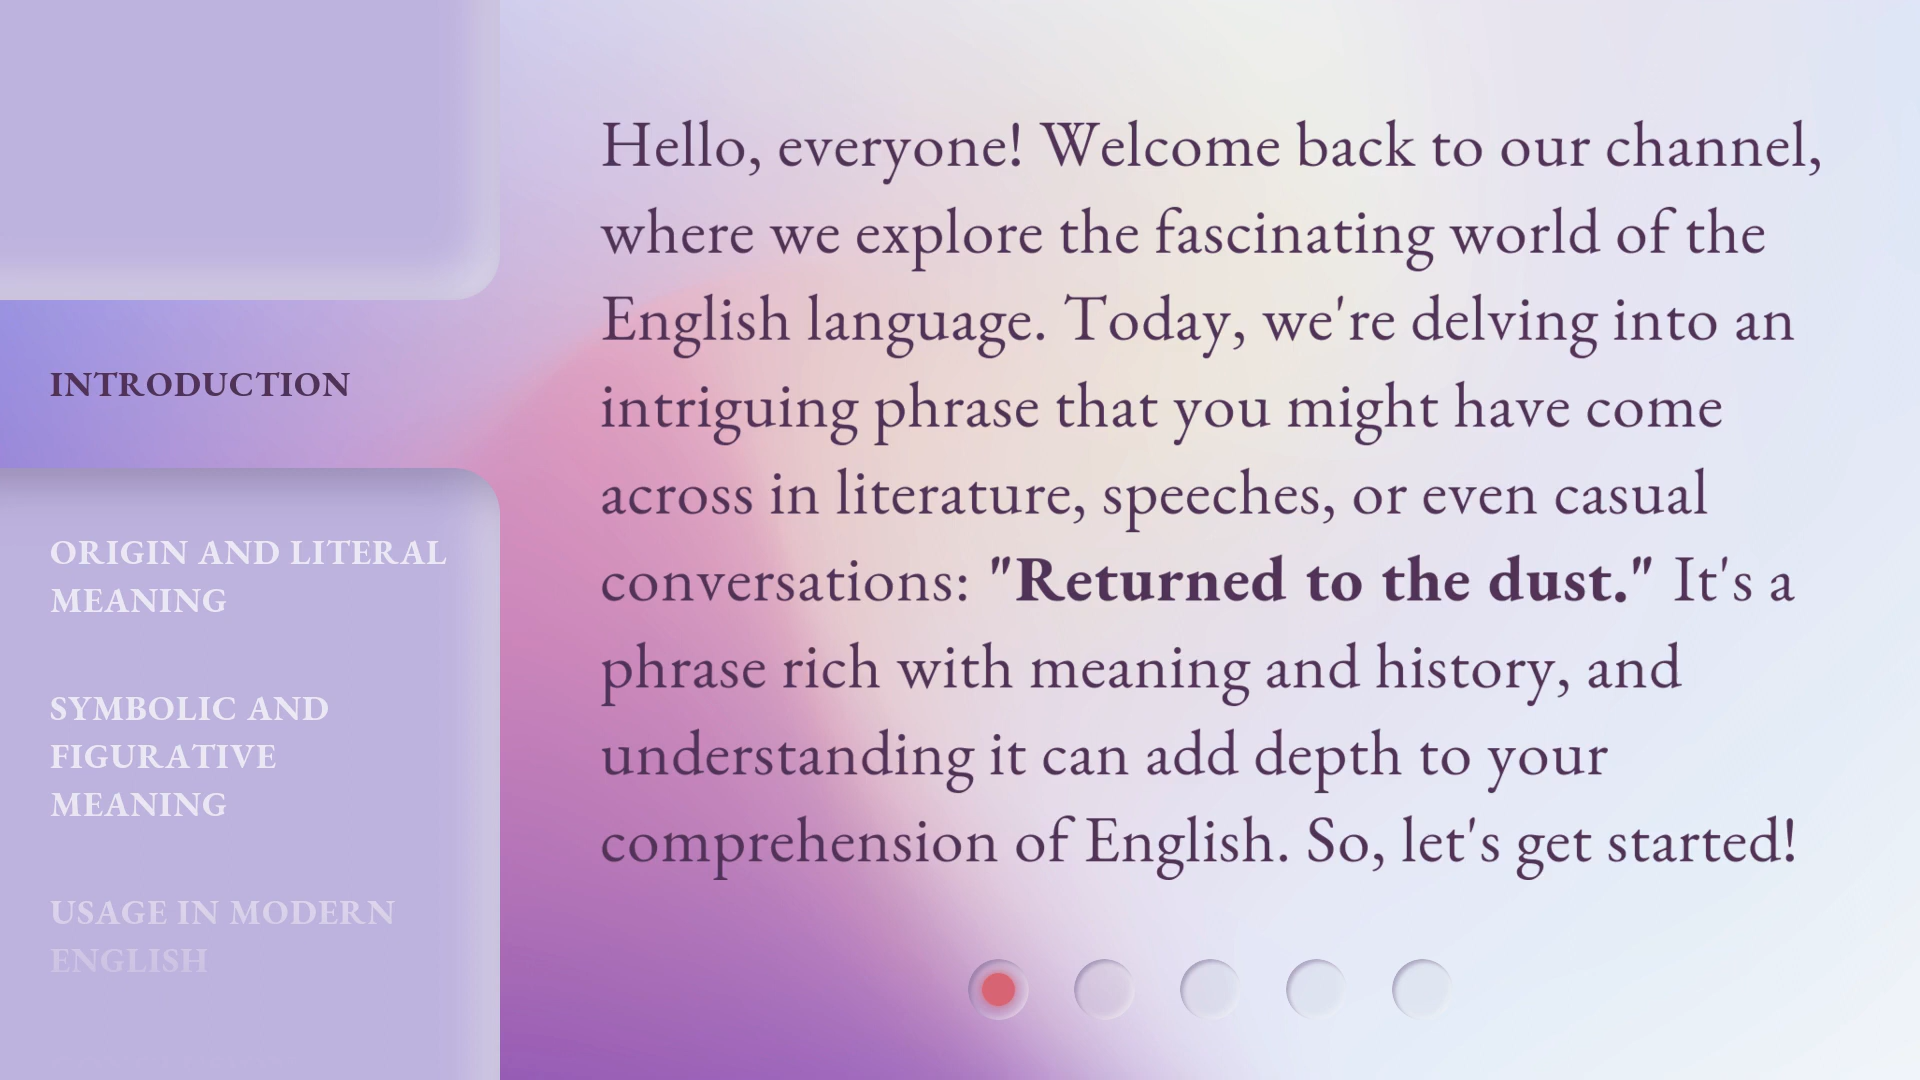 INTRODUCTION
ORIGIN AND LITERAL
MEANING
SYMBOLIC AND
FIGURATIVE
MEANING
USAGE IN MODERN
ENGLISH
Hello, everyone! Welcome back to our channel,
where we explore the fascinating world of the
English language. Today, we're delving into an
intriguing phrase that you might have come
across in literature, speeches, or even casual
conversations: "Returned to the dust." It's a
phrase rich with meaning and history, and
understanding it can add depth to your
comprehension of English. So, let's get started!